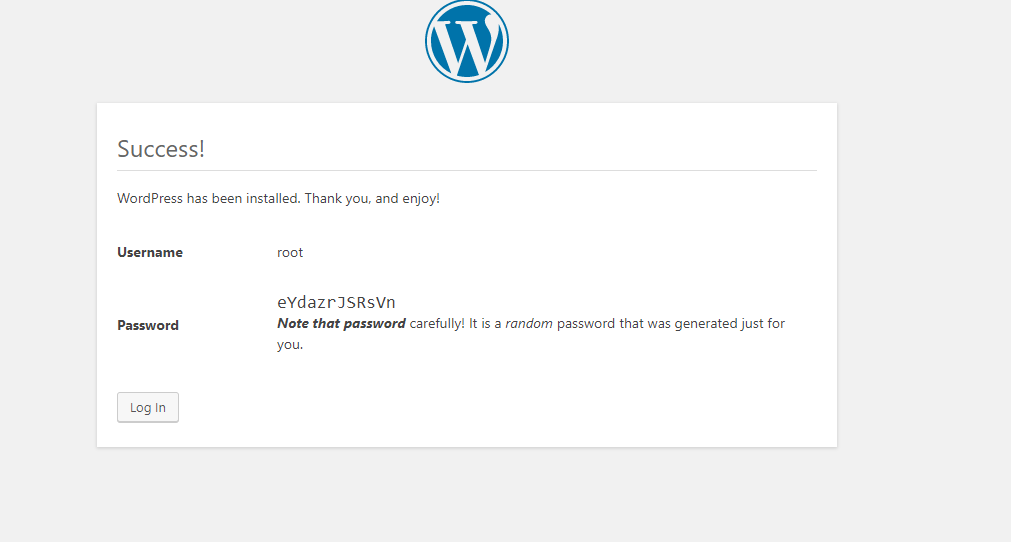 Success!
WordPress has been installed. Thank you, and enjoy!
Username root
eYdazrJSRsVn
Password
Note that password carefully! It is a random password that was generated just for
you.
Log In